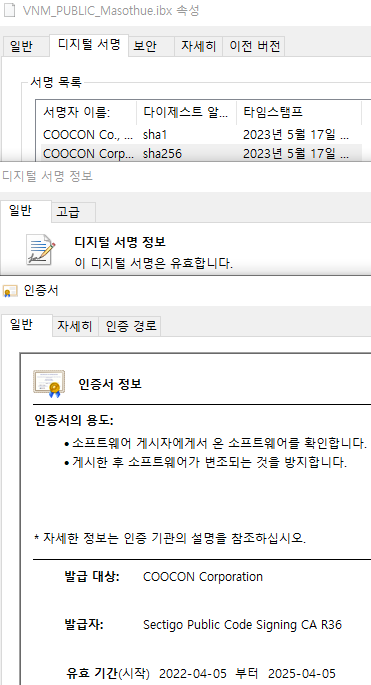 VNM_PUBLIC_Masothue.ibx 속성
일반 디지털 서명 보안 자세히 이전 버전
서명 목록
서명자 이름: 다이제스트 알... 타임스탬프
COOCON Co., ... sha1 2023년 5월 17일 ...
COOCON Corp... sha256 2023년 5월 17일 ...
디지털 서명 정보
일반 고급
디지털 서명 정보
이 디지털 서명은 유효합니다.
인증서
일반 자세히 인증 경로
인증서 정보
인증서의 용도:
• 소프트웨어 게시자에게서 온 소프트웨어를 확인합니다.
• 게시한 후 소프트웨어가 변조되는 것을 방지합니다.
* 자세한 정보는 인증 기관의 설명을 참조하십시오.
발급 대상: COOCON Corporation
발급자: Sectigo Public Code Signing CA R36
유효 기간(시작) 2022-04-05 부터 2025-04-05